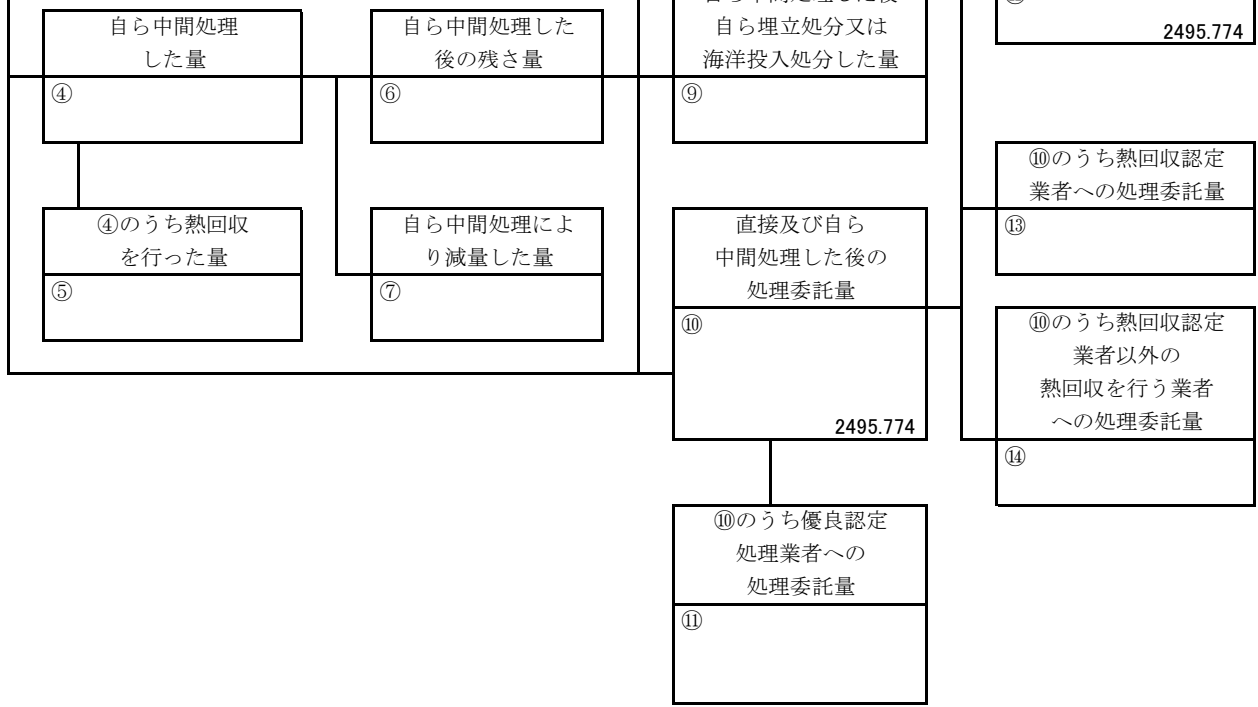 自ら中間処理
した量
④
自ら中間処理した
後の残さ量
⑥
自ら埋立処分又は
海洋投入処分した量
⑨
2495.774
④のうち熱回収
を行った量
⑤
自ら中間処理によ
り減量した量
⑦
直接及び自ら
中間処理した後の
処理委託量
⑩
2495.774
⑩のうち熱回収認定
業者への処理委託量
⑬
⑩のうち熱回収認定
業者以外の
熱回収を行う業者
への処理委託量
⑭
⑩のうち優良認定
処理業者への
処理委託量
⑪